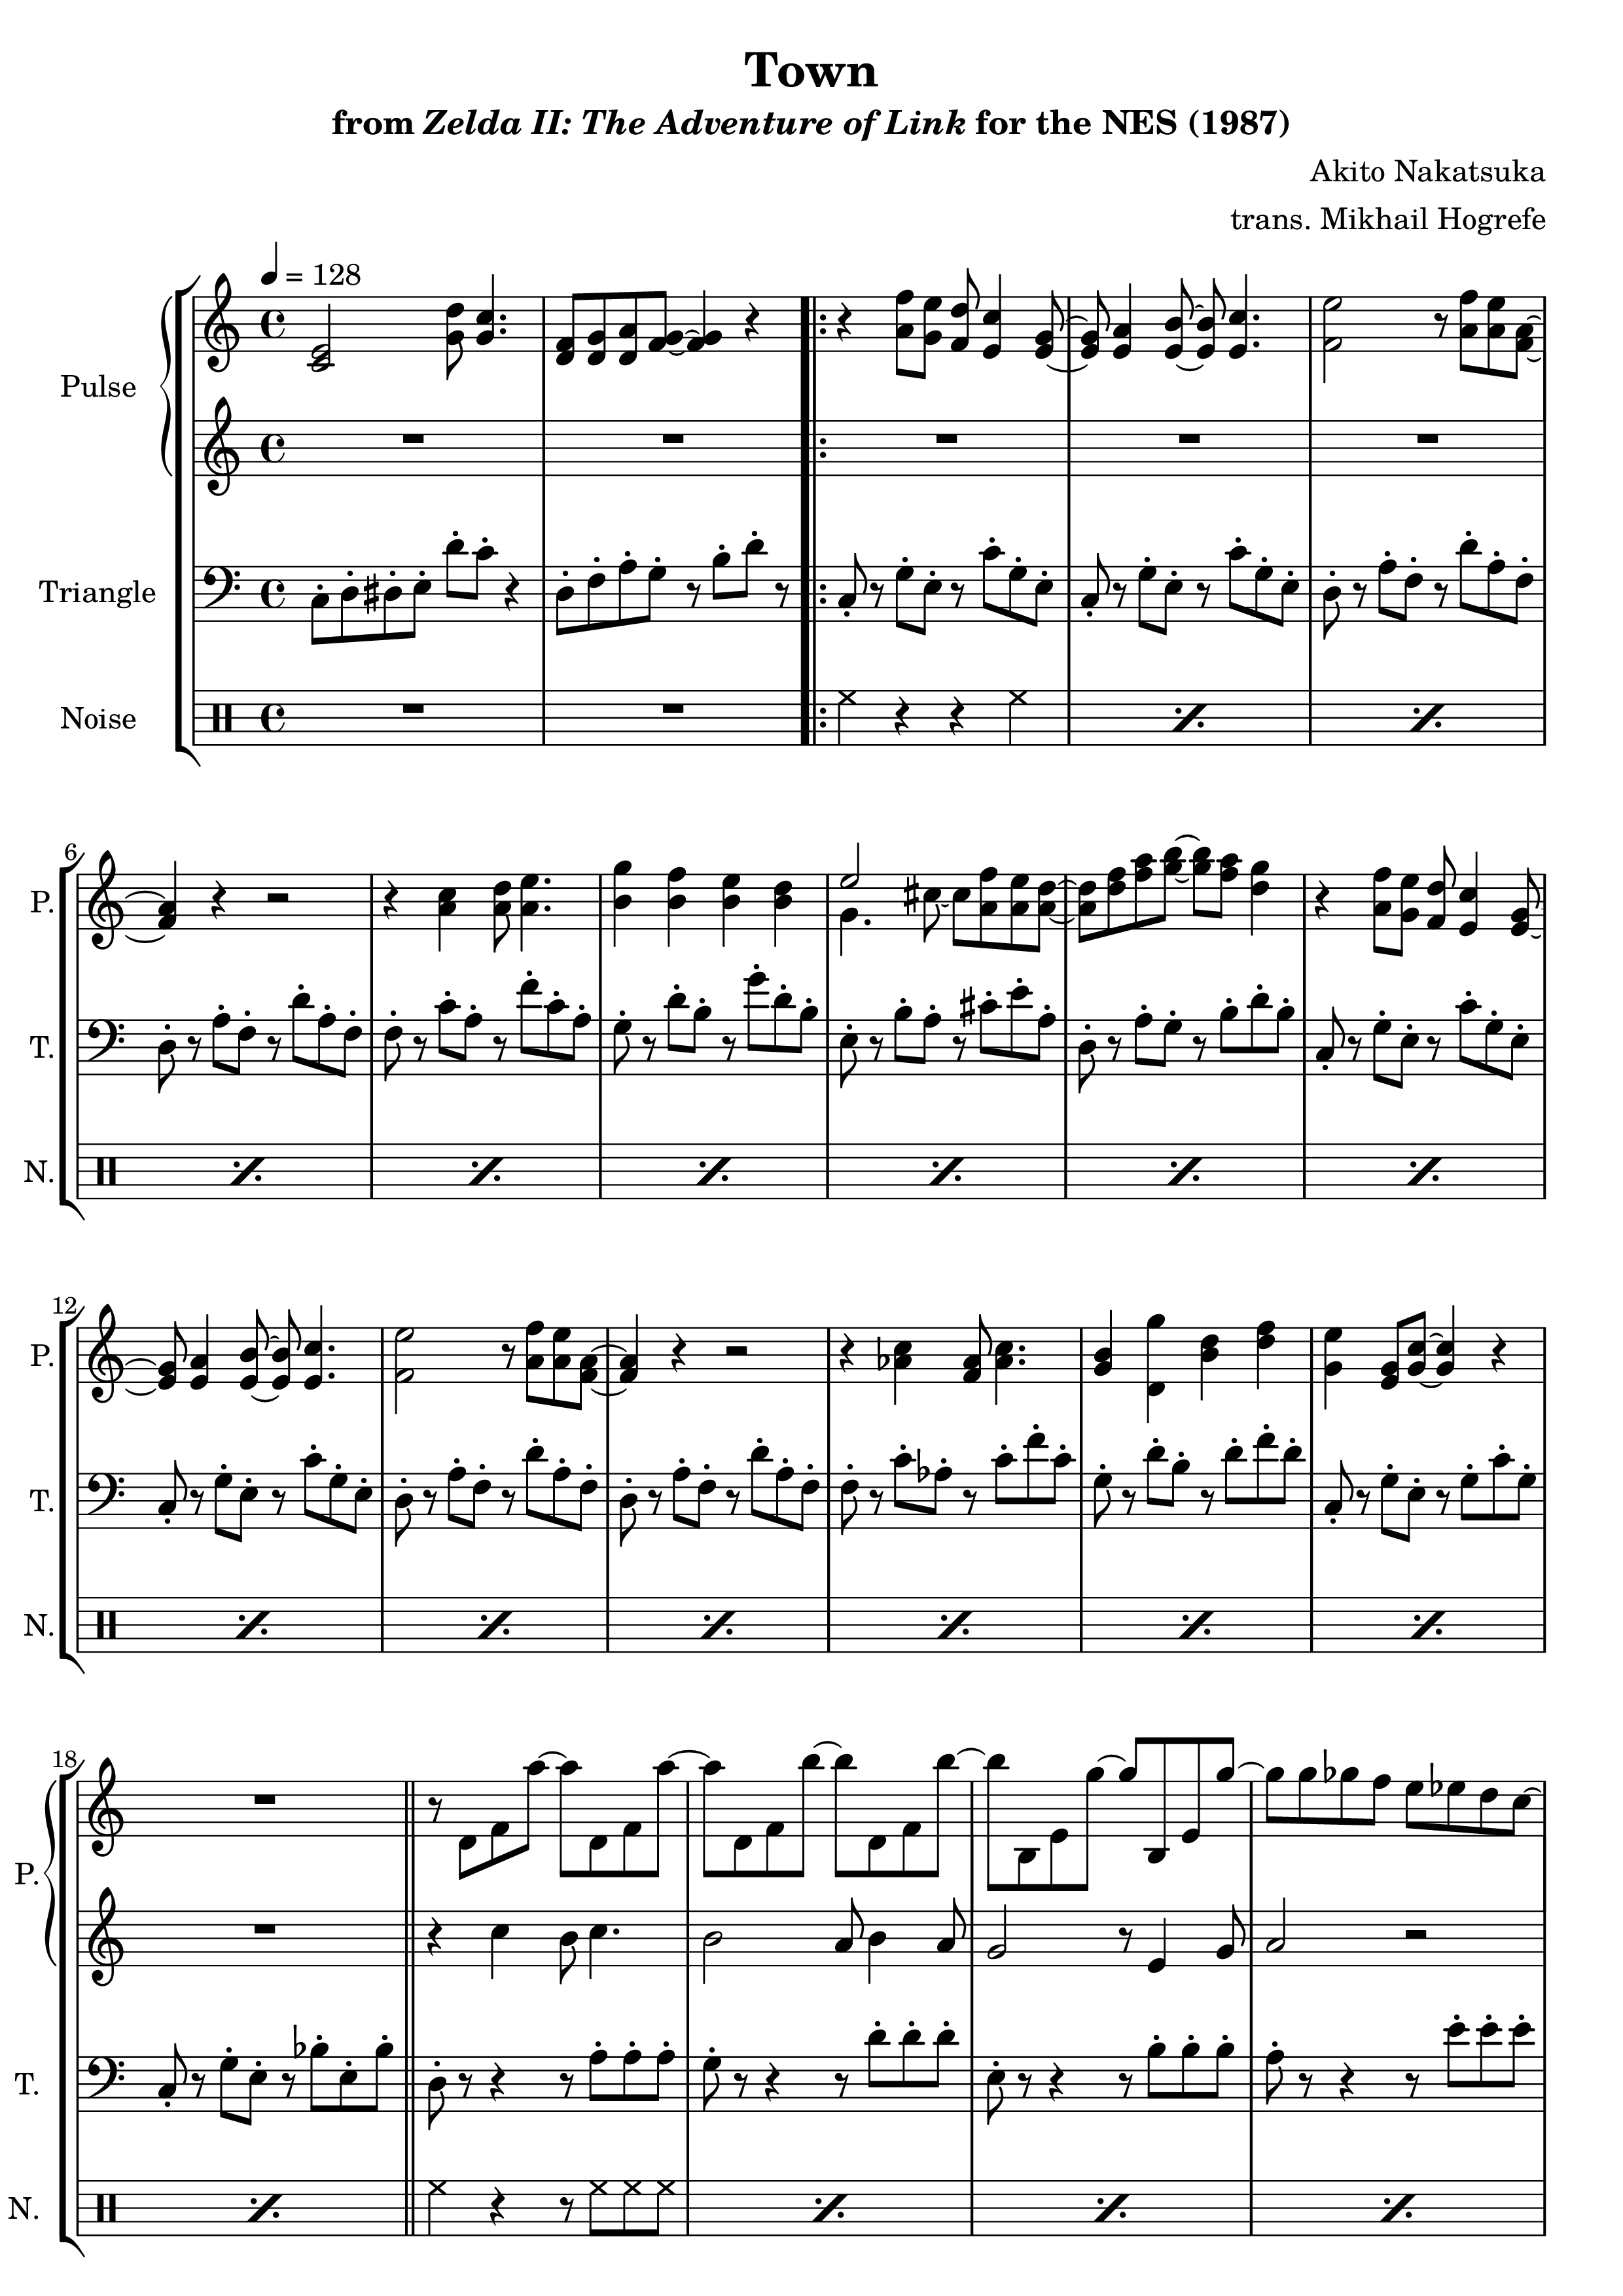 Town
from Zelda II: The Adventure of Link for the NES (1987)
Akito Nakatsuka
trans. Mikhail Hogrefe
= 128
Pulse
Triangle
Noise
6
P.
T.
N.
12
P.
T.
N.
18
P.
T.
N.